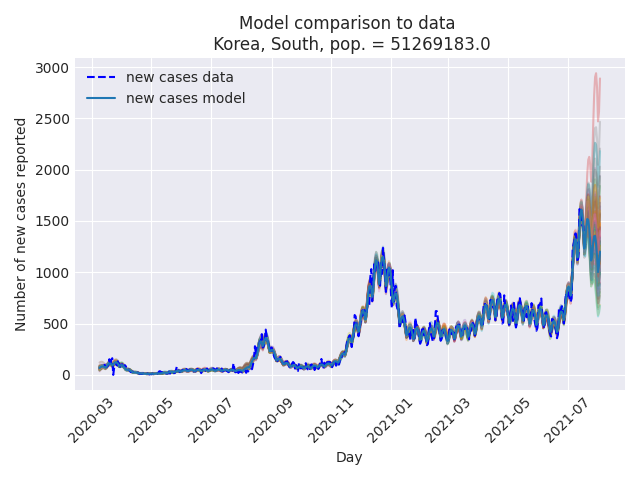 Model comparison to data
Korea, South, pop. = 51269183.0
new cases data
new cases model
Number of new cases reported
3000
2500
2000
1500
1000
500
0
2020-03
2020-05
2020-07
2020-09
2020-11
2021-01
2021-03
2021-05
2021-07
Day